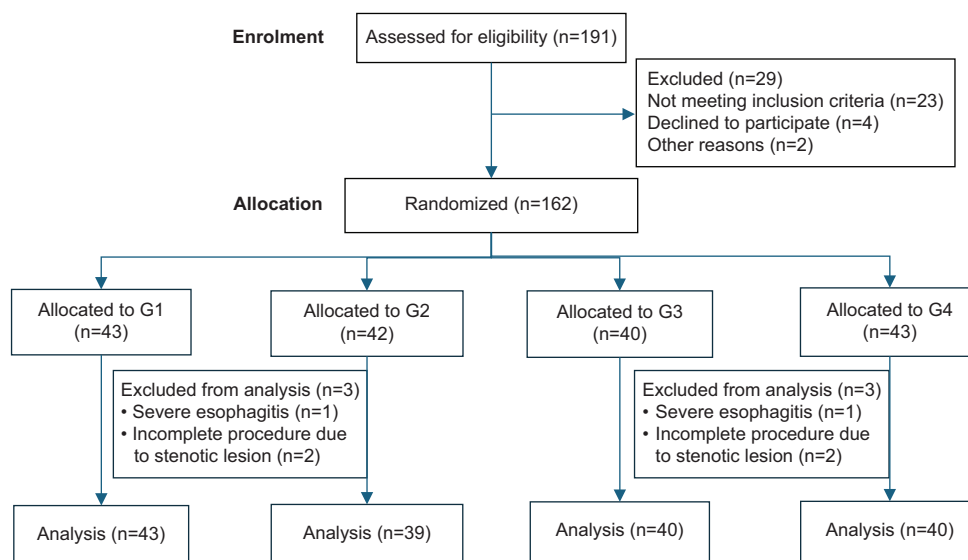 Enrolment
Assessed for eligibility (n=191)
Excluded (n=29)
Not meeting inclusion criteria (n=23)
Declined to participate (n=4)
Other reasons (n=2)
Allocation
Randomized (n=162)
Allocated to G1
(n=43)
Allocated to G2
(n=42)
Allocated to G3
(n=40)
Allocated to G4
(n=43)
Excluded from analysis (n=3)
• Severe esophagitis (n=1)
• Incomplete procedure due
to stenotic lesion (n=2)
Excluded from analysis (n=3)
• Severe esophagitis (n=1)
• Incomplete procedure due
to stenotic lesion (n=2)
Analysis (n=43)
Analysis (n=39)
Analysis (n=40)
Analysis (n=40)